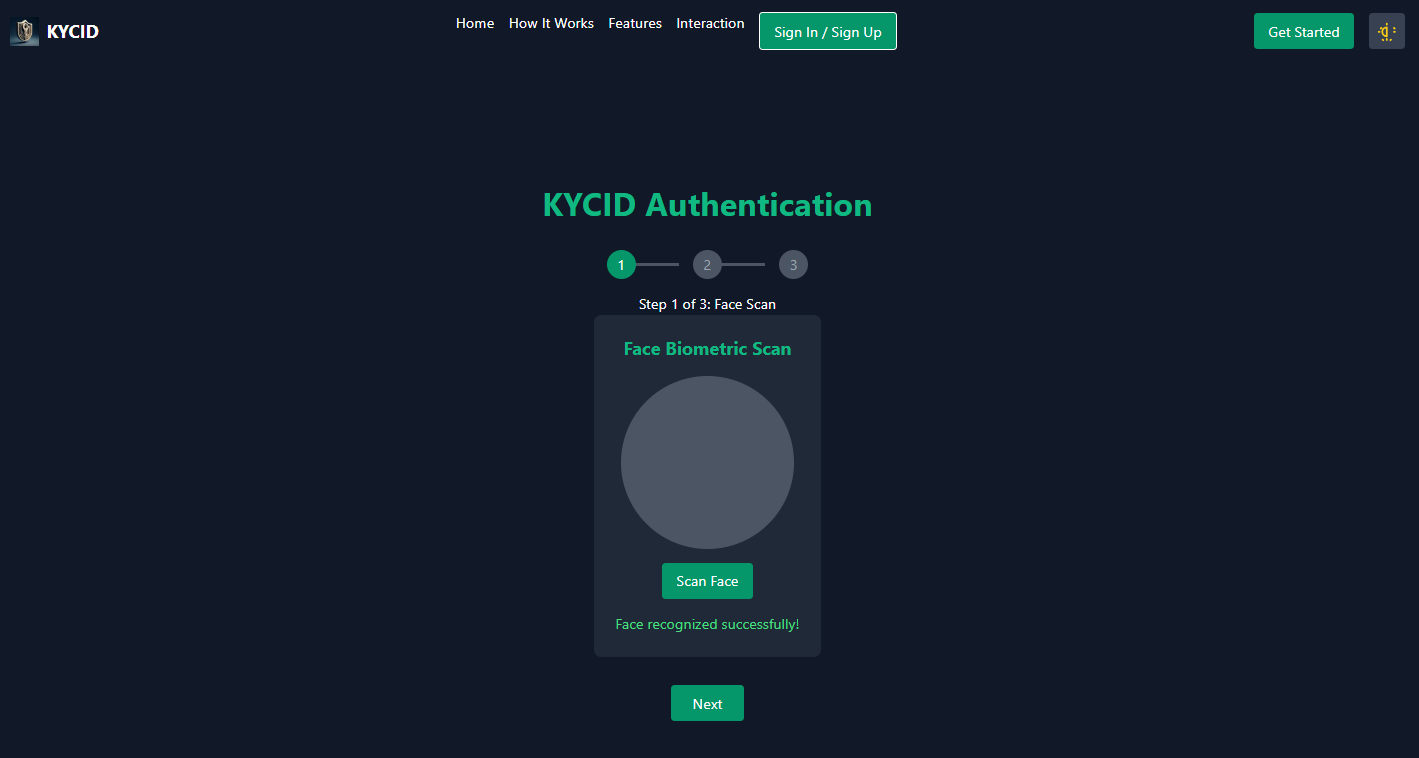 KYCID
Home How It Works Features Interaction Sign In / Sign Up
Get Started
KYCID Authentication
1 2 3
Step 1 of 3: Face Scan
Face Biometric Scan
Scan Face
Face recognized successfully!
Next